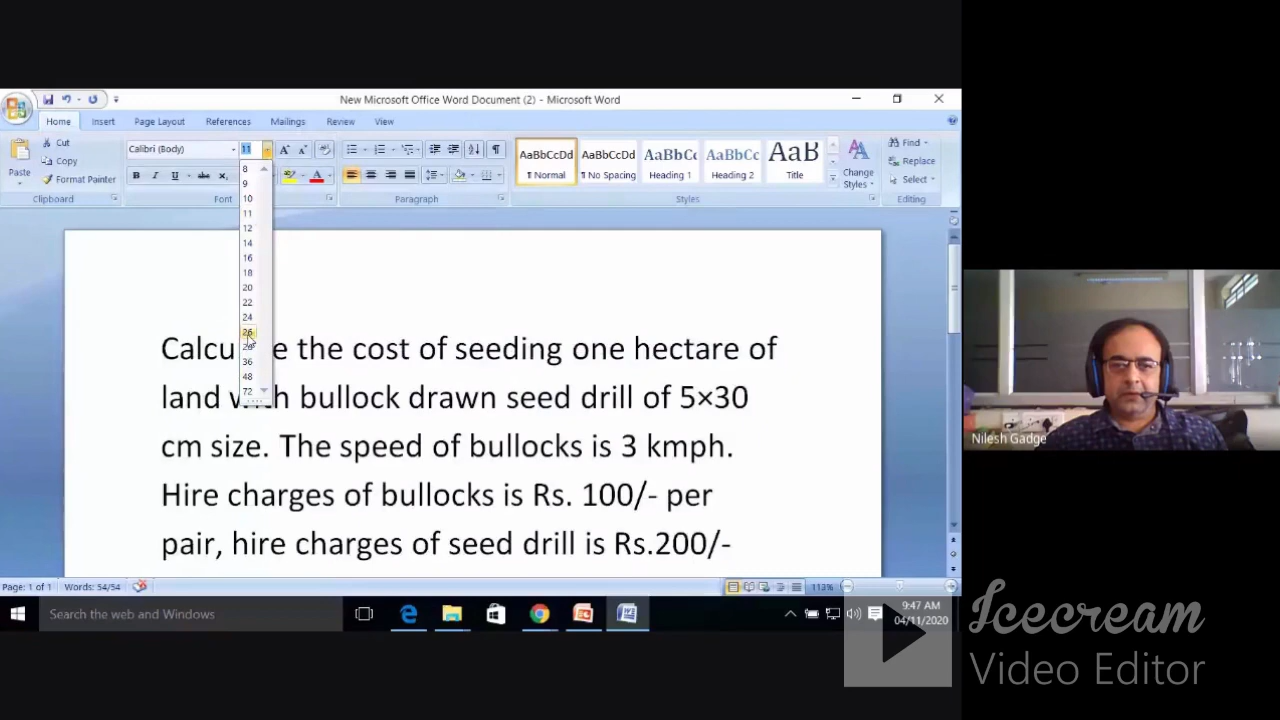 New Microsoft Office Word Document (2) - Microsoft Word
Home Insert Page Layout References Mailings Review View
Paste
Cut
Copy
Format Painter
Clipboard
Calibri (Body) 11
Font
Paragraph
AaBbCcDd AaBbCcDd AaBbCc AaBbCc AaB
¶ Normal ¶ No Spacing Heading 1 Heading 2 Title
Change Styles
Styles
Find
Replace
Select
Editing
8
9
10
11
12
14
16
18
20
22
24
26
36
48
72
Calcu e the cost of seeding one hectare of
land with bullock drawn seed drill of 5×30
cm size. The speed of bullocks is 3 kmph.
Hire charges of bullocks is Rs. 100/- per
pair, hire charges of seed drill is Rs.200/-
Page: 1 of 1 Words: 54/54 113%
Search the web and Windows
9:47 AM
04/11/2020
Nilesh Gadge
Icecream
Video Editor